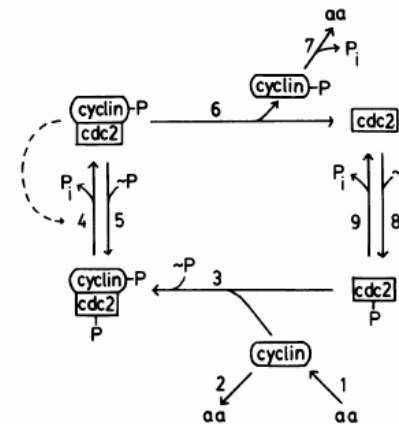 aa
7
Pi
cyclin -P
cyclin -P
cdc2
6
cdc2
Pi
4
5
~P
Pi
9
8
~
cyclin -P
cdc2
P
~P
3
cdc2
P
cyclin
2
1
aa
aa